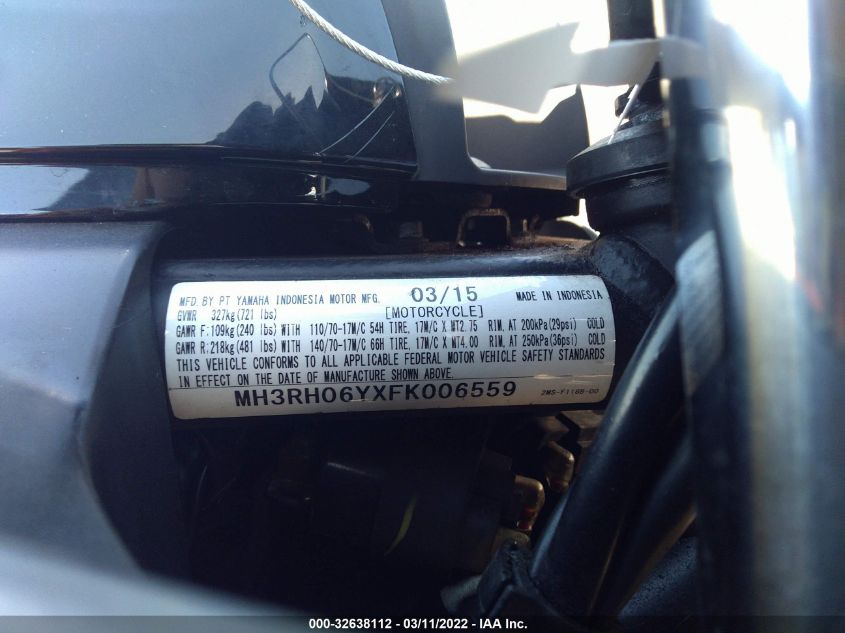 MFD. BY PT YAMAHA INDONESIA MOTOR MFG. 03/15 MADE IN INDONESIA
GVWR 327kg(721 lbs) [MOTORCYCLE]
GAWR F:109kg(240 lbs)WITH 110/70-17M/C 54H TIRE, 17M/C X MT2.75 RIM, AT 200kPa(29psi) COLD
GAWR R:218kg(481 lbs)WITH 140/70-17M/C 66H TIRE, 17M/C X MT4.00 RIM, AT 250kPa(36psi) COLD
THIS VEHICLE CONFORMS TO ALL APPLICABLE FEDERAL MOTOR VEHICLE SAFETY STANDARDS
IN EFFECT ON THE DATE OF MANUFACTURE SHOWN ABOVE.
MH3RH06YXFK006559 2MS-F116B-00
000-32638112 - 03/11/2022 - IAA Inc.